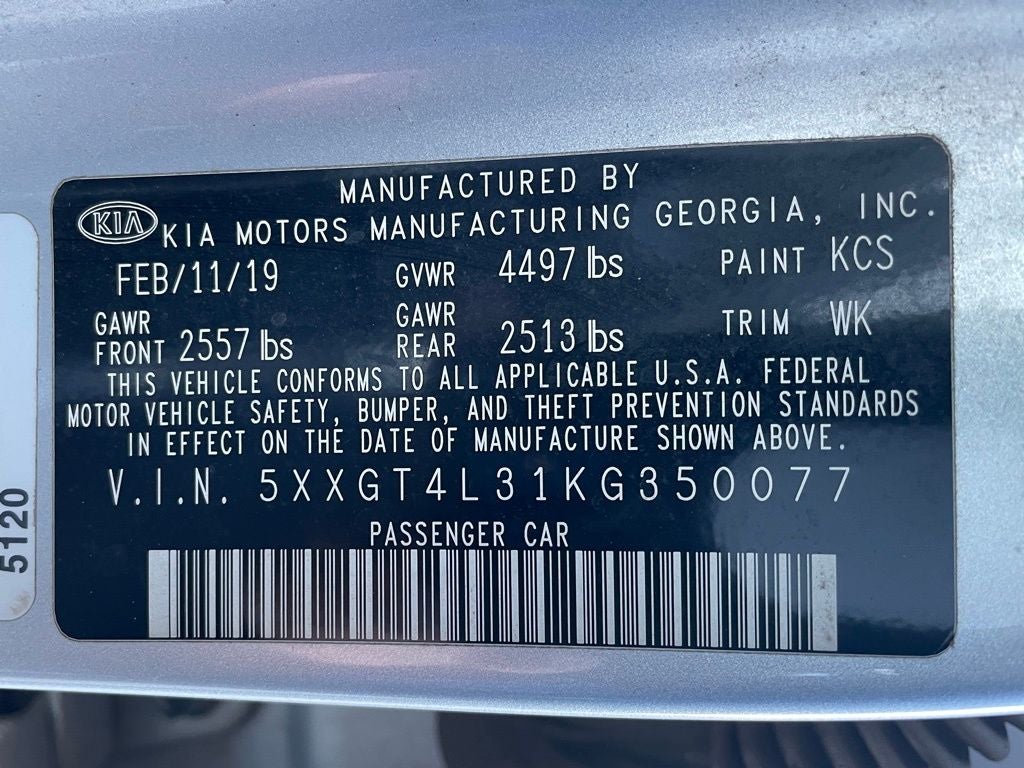 MANUFACTURED BY
KIA KIA MOTORS MANUFACTURING GEORGIA, INC.
FEB/11/19 GVWR 4497 lbs PAINT KCS
GAWR FRONT 2557 lbs GAWR REAR 2513 lbs TRIM WK
THIS VEHICLE CONFORMS TO ALL APPLICABLE U.S.A. FEDERAL
MOTOR VEHICLE SAFETY, BUMPER, AND THEFT PREVENTION STANDARDS
IN EFFECT ON THE DATE OF MANUFACTURE SHOWN ABOVE.
V.I.N. 5XXGT4L31KG350077
PASSENGER CAR
5120